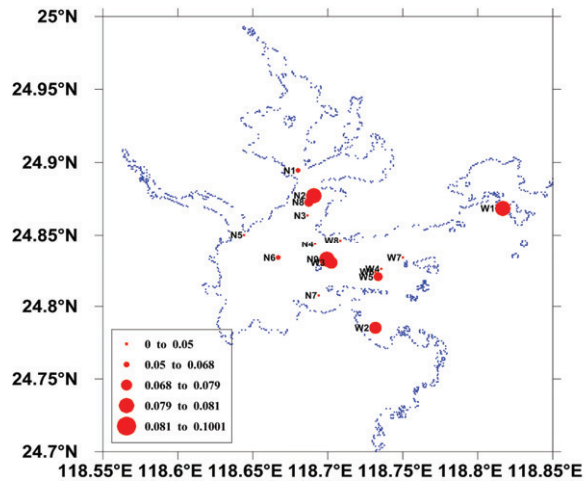 25°N
24.95°N
24.9°N
24.85°N
24.8°N
24.75°N
24.7°N
N1
N2
N8
N3
W1
N5
N4
W8
N6
N9
W3
W7
W4
W5
N7
W2
0 to 0.05
0.05 to 0.068
0.068 to 0.079
0.079 to 0.081
0.081 to 0.1001
118.55°E 118.6°E 118.65°E 118.7°E 118.75°E 118.8°E 118.85°E